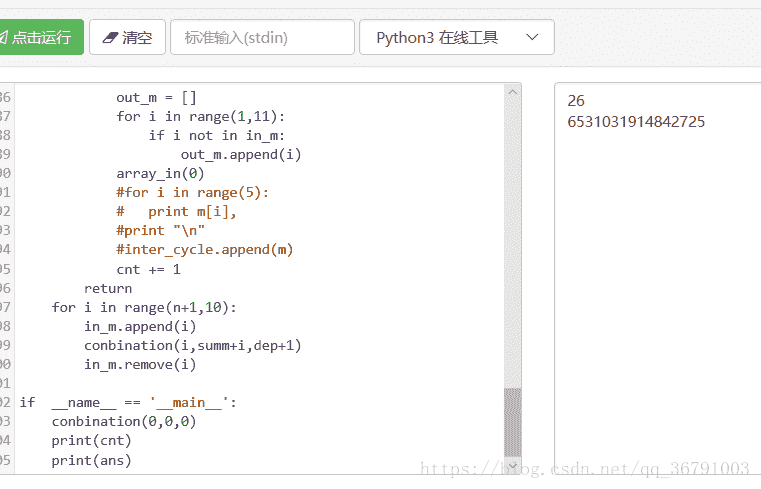 点击运行 清空 标准输入(stdin) Python3 在线工具
86 out_m = []
87 for i in range(1,11):
88 if i not in in_m:
89 out_m.append(i)
90 array_in(0)
91 #for i in range(5):
92 #   print m[i],
93 #print "\n"
94 #inter_cycle.append(m)
95 cnt += 1
96 return
97 for i in range(n+1,10):
98 in_m.append(i)
99 conbination(i,summ+i,dep+1)
00 in_m.remove(i)
01
02 if  __name__ == '__main__':
03 conbination(0,0,0)
04 print(cnt)
05 print(ans)
26
6531031914842725
https://blog.csdn.net/qq_36791003